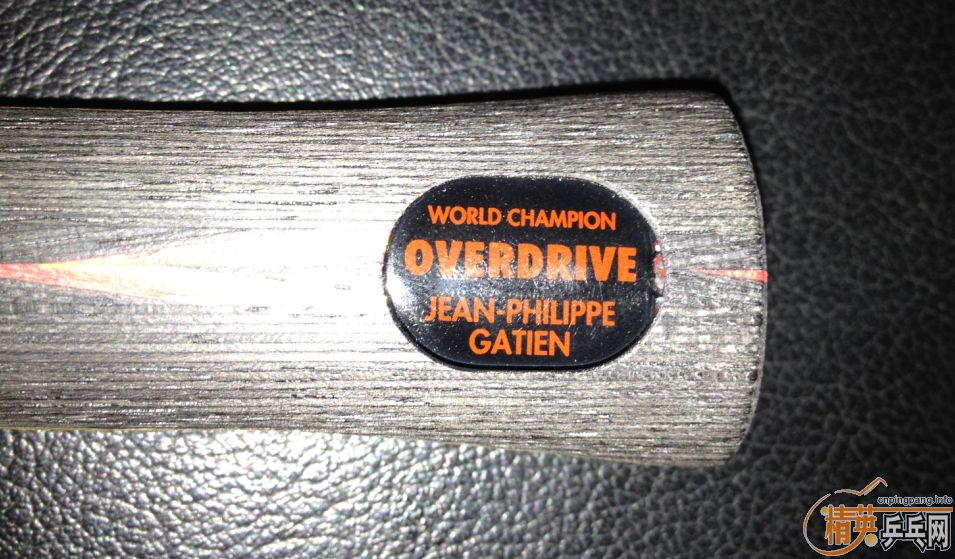 WORLD CHAMPION
OVERDRIVE
JEAN-PHILIPPE
GATIEN
cnpingpang.info
精英乒乓网